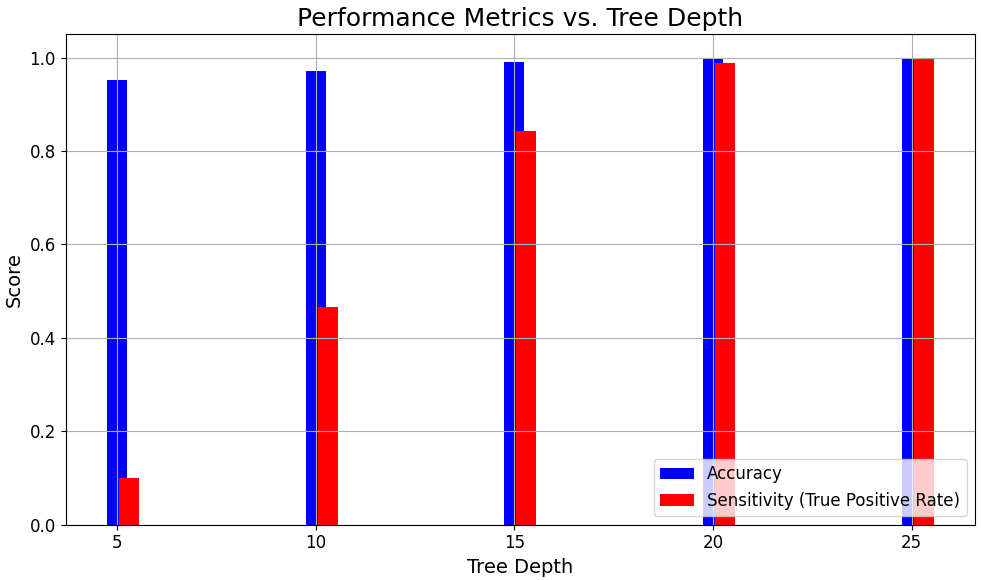 Performance Metrics vs. Tree Depth
1.0
0.8
0.6
0.4
0.2
0.0
Score
5 10 15 20 25
Tree Depth
Accuracy
Sensitivity (True Positive Rate)